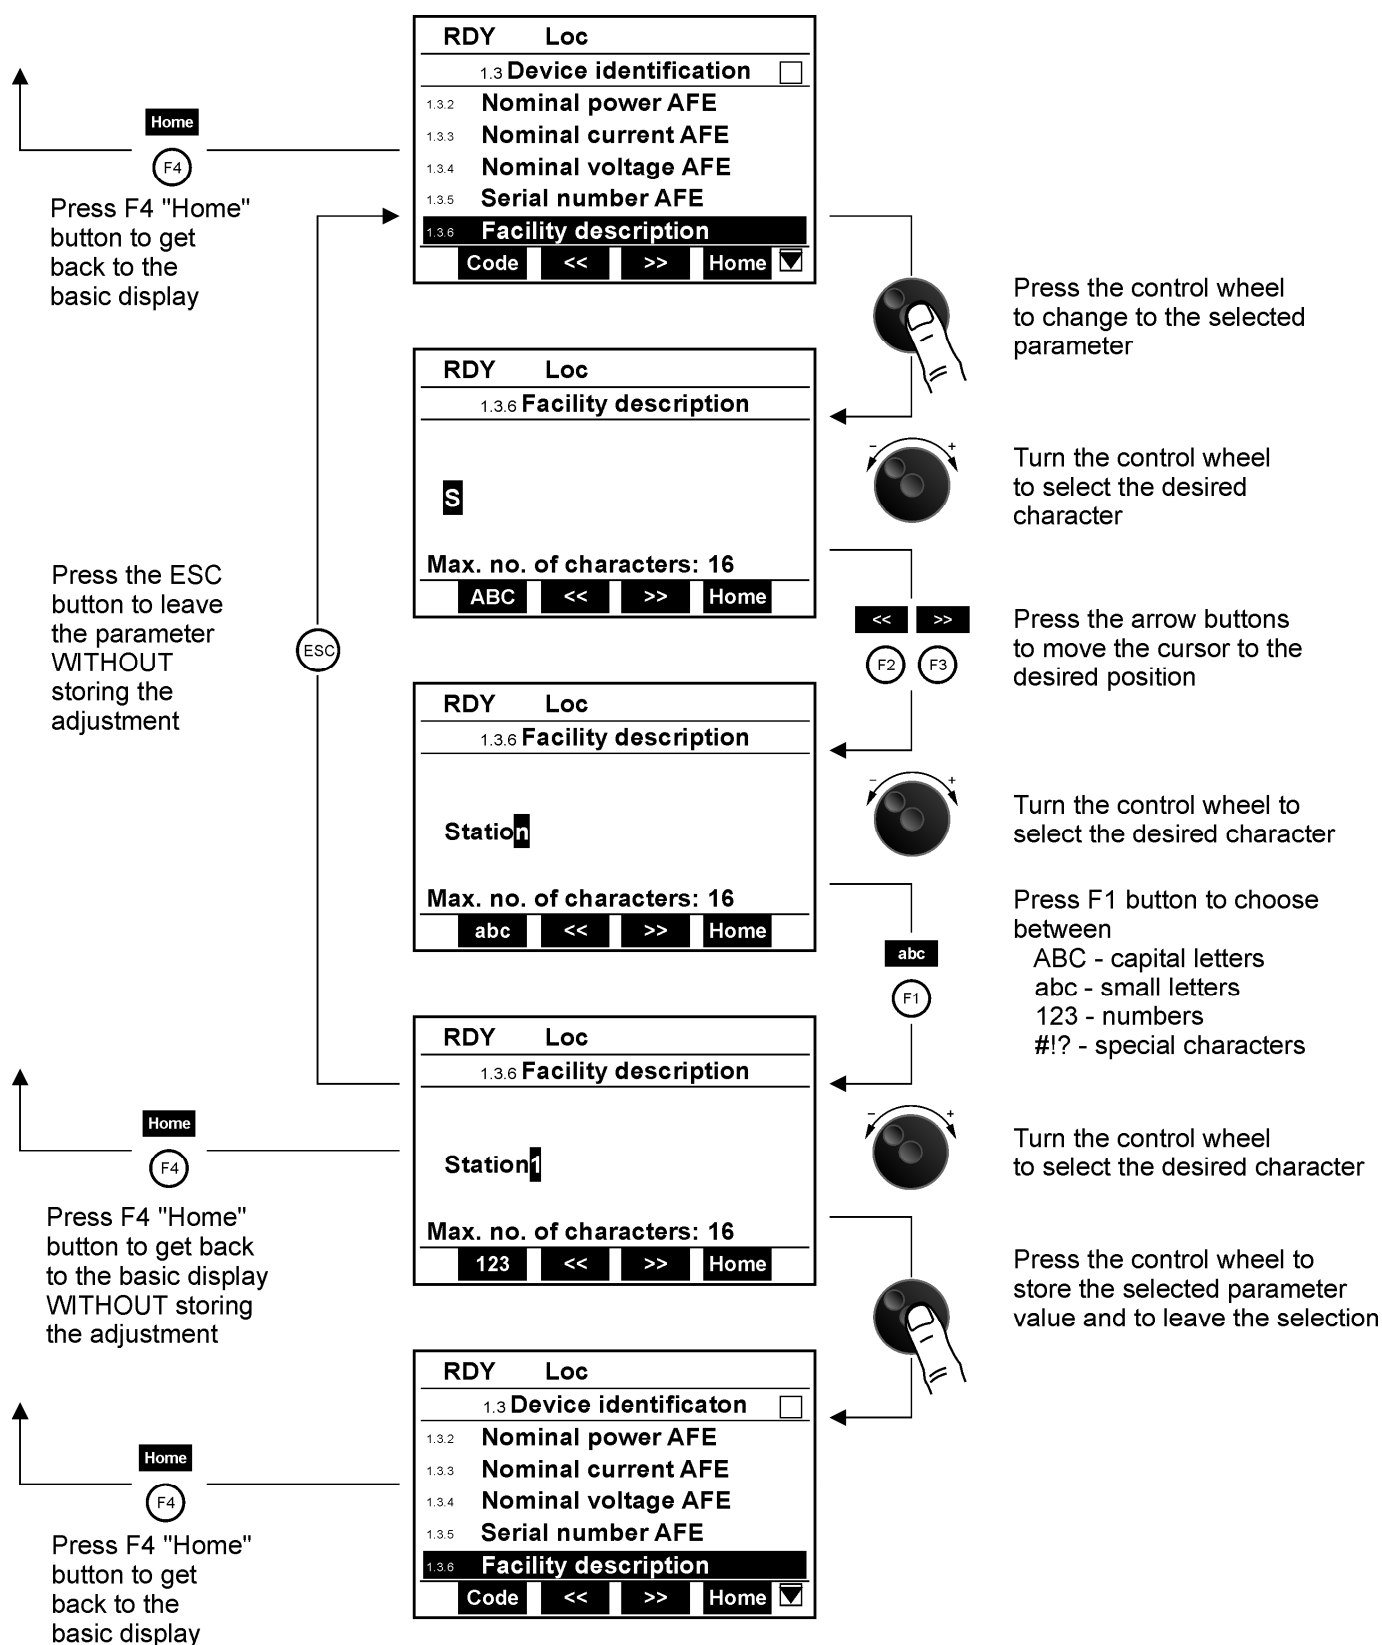 RDY Loc
1.3 Device identification
1.3.2 Nominal power AFE
1.3.3 Nominal current AFE
1.3.4 Nominal voltage AFE
1.3.5 Serial number AFE
1.3.6 Facility description
Code << >> Home
Home
F4
Press F4 "Home"
button to get
back to the
basic display
Press the control wheel
to change to the selected
parameter
RDY Loc
1.3.6 Facility description
S
Max. no. of characters: 16
ABC << >> Home
- +
Turn the control wheel
to select the desired
character
<< >>
F2 F3
Press the arrow buttons
to move the cursor to the
desired position
Press the ESC
button to leave
the parameter
WITHOUT
storing the
adjustment
ESC
RDY Loc
1.3.6 Facility description
Station
Max. no. of characters: 16
abc << >> Home
- +
Turn the control wheel to
select the desired character
abc
F1
Press F1 button to choose
between
ABC - capital letters
abc - small letters
123 - numbers
#!? - special characters
RDY Loc
1.3.6 Facility description
Station1
Max. no. of characters: 16
123 << >> Home
Home
F4
Press F4 "Home"
button to get back
to the basic display
WITHOUT storing
the adjustment
- +
Turn the control wheel
to select the desired character
Press the control wheel to
store the selected parameter
value and to leave the selection
RDY Loc
1.3 Device identificaton
1.3.2 Nominal power AFE
1.3.3 Nominal current AFE
1.3.4 Nominal voltage AFE
1.3.5 Serial number AFE
1.3.6 Facility description
Code << >> Home
Home
F4
Press F4 "Home"
button to get
back to the
basic display